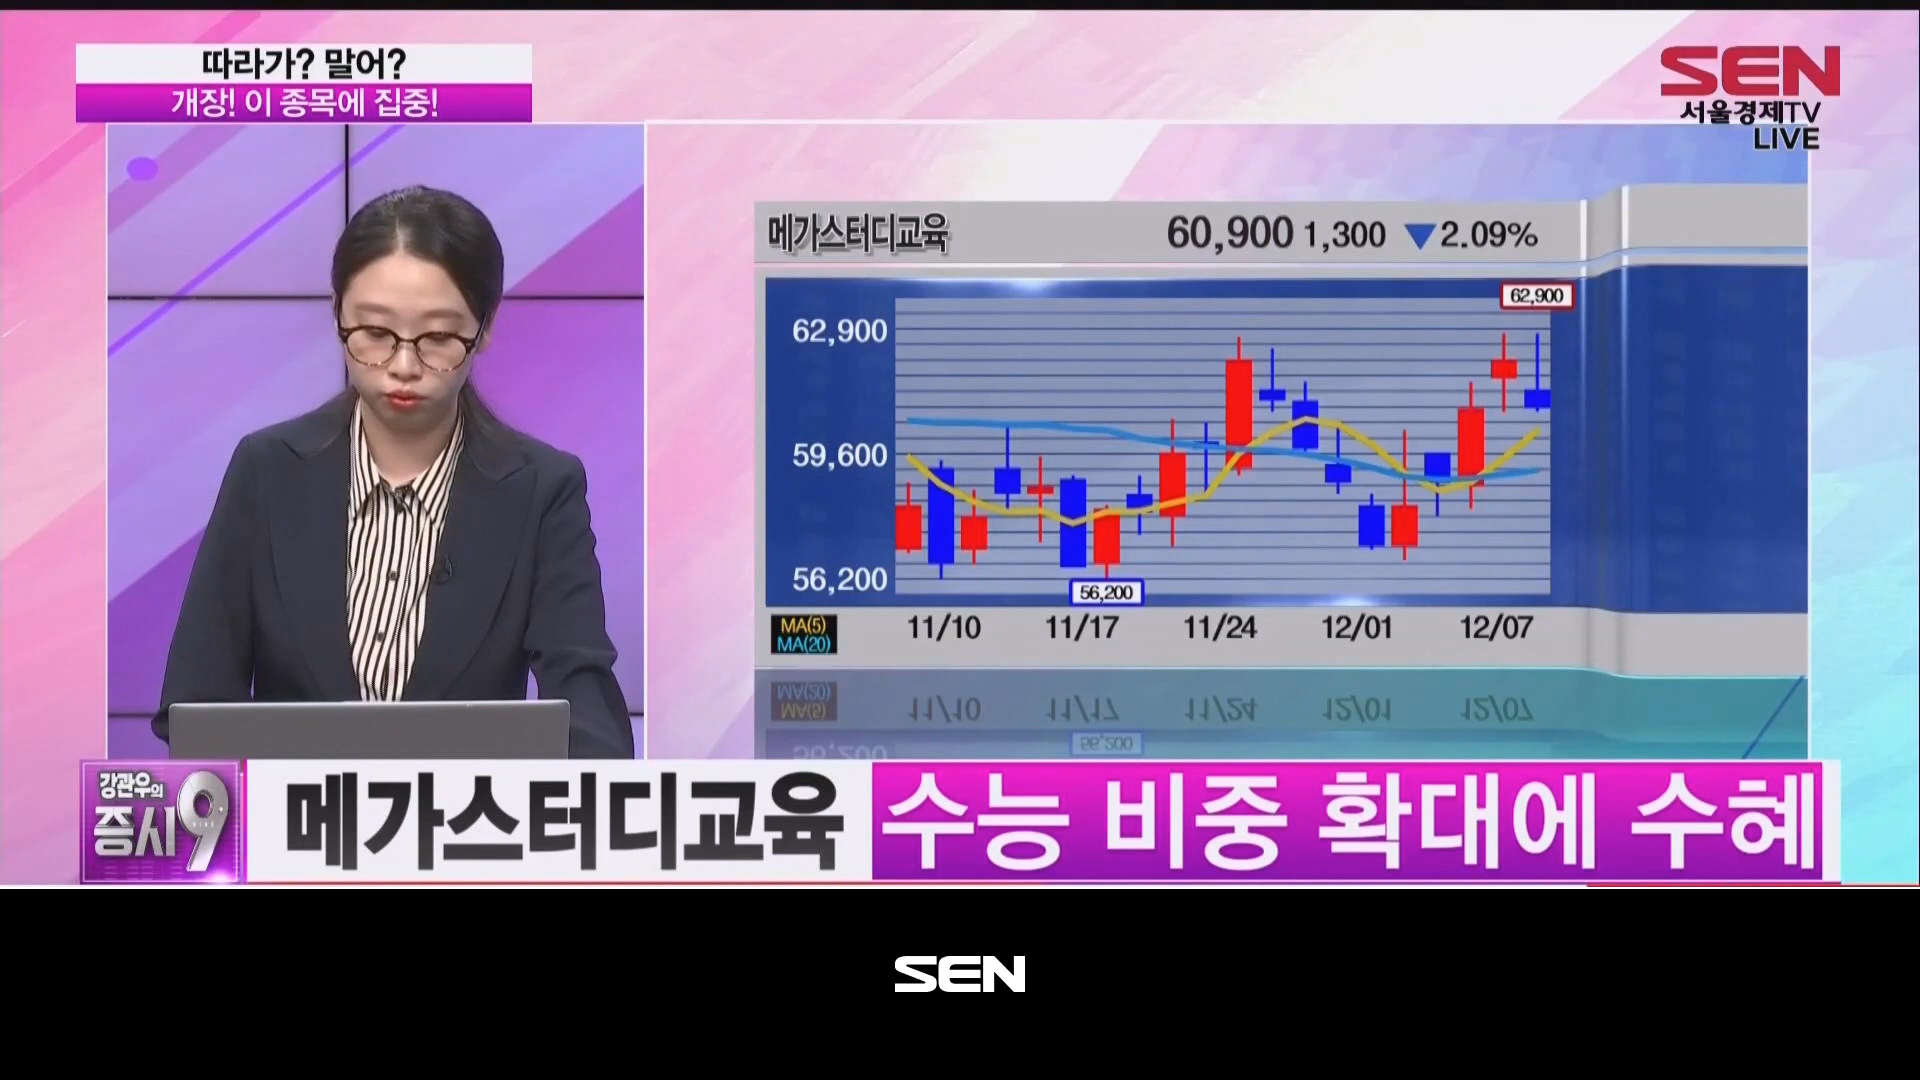 따라가? 말어?
개장! 이 종목에 집중!
SEN
서울경제TV
LIVE
메가스터디교육 60,900 1,300 ▼2.09%
62,900
62,900
59,600
56,200
56,200
MA(5)
MA(20)
11/10 11/17 11/24 12/01 12/07
강관우의
증시9
메가스터디교육 수능 비중 확대에 수혜
SEN